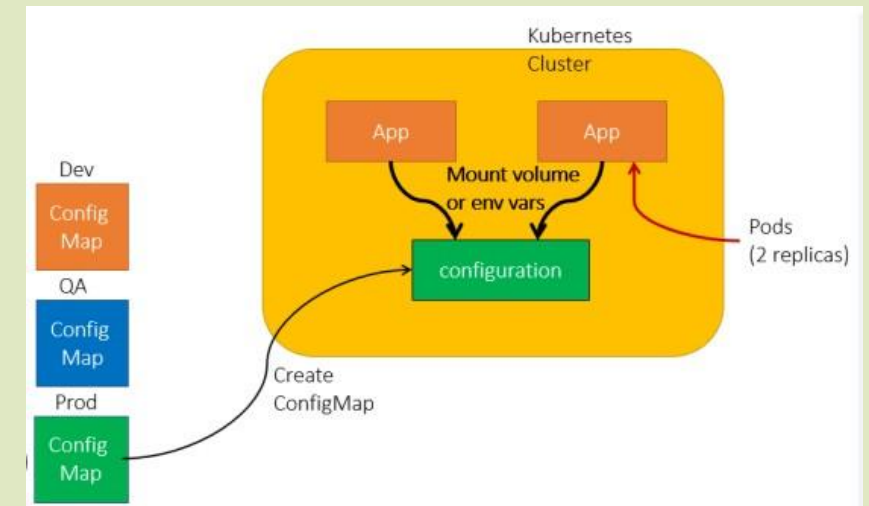 Kubernetes
Cluster
App
App
Mount volume
or env vars
configuration
Pods
(2 replicas)
Dev
Config
Map
QA
Config
Map
Prod
Config
Map
Create
ConfigMap
)